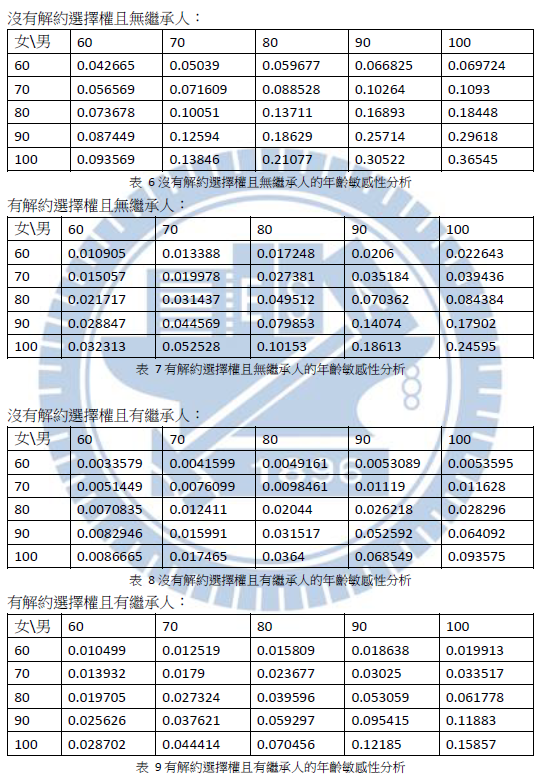 沒有解約選擇權且無繼承人：
女\男 60 70 80 90 100
60 0.042665 0.05039 0.059677 0.066825 0.069724
70 0.056569 0.071609 0.088528 0.10264 0.1093
80 0.073678 0.10051 0.13711 0.16893 0.18448
90 0.087449 0.12594 0.18629 0.25714 0.29618
100 0.093569 0.13846 0.21077 0.30522 0.36545
表 6 沒有解約選擇權且無繼承人的年齡敏感性分析
有解約選擇權且無繼承人：
女\男 60 70 80 90 100
60 0.010905 0.013388 0.017248 0.0206 0.022643
70 0.015057 0.019978 0.027381 0.035184 0.039436
80 0.021717 0.031437 0.049512 0.070362 0.084384
90 0.028847 0.044569 0.079853 0.14074 0.17902
100 0.032313 0.052528 0.10153 0.18613 0.24595
表 7 有解約選擇權且無繼承人的年齡敏感性分析
沒有解約選擇權且有繼承人：
女\男 60 70 80 90 100
60 0.0033579 0.0041599 0.0049161 0.0053089 0.0053595
70 0.0051449 0.0076099 0.0098461 0.01119 0.011628
1896
80 0.0070835 0.012411 0.02044 0.026218 0.028296
90 0.0082946 0.015991 0.031517 0.052592 0.064092
100 0.0086665 0.017465 0.0364 0.068549 0.093575
表 8 沒有解約選擇權且有繼承人的年齡敏感性分析
有解約選擇權且有繼承人：
女\男 60 70 80 90 100
60 0.010499 0.012519 0.015809 0.018638 0.019913
70 0.013932 0.0179 0.023677 0.03025 0.033517
80 0.019705 0.027324 0.039596 0.053059 0.061778
90 0.025626 0.037621 0.059297 0.095415 0.11883
100 0.028702 0.044414 0.070456 0.12185 0.15857
表 9 有解約選擇權且有繼承人的年齡敏感性分析